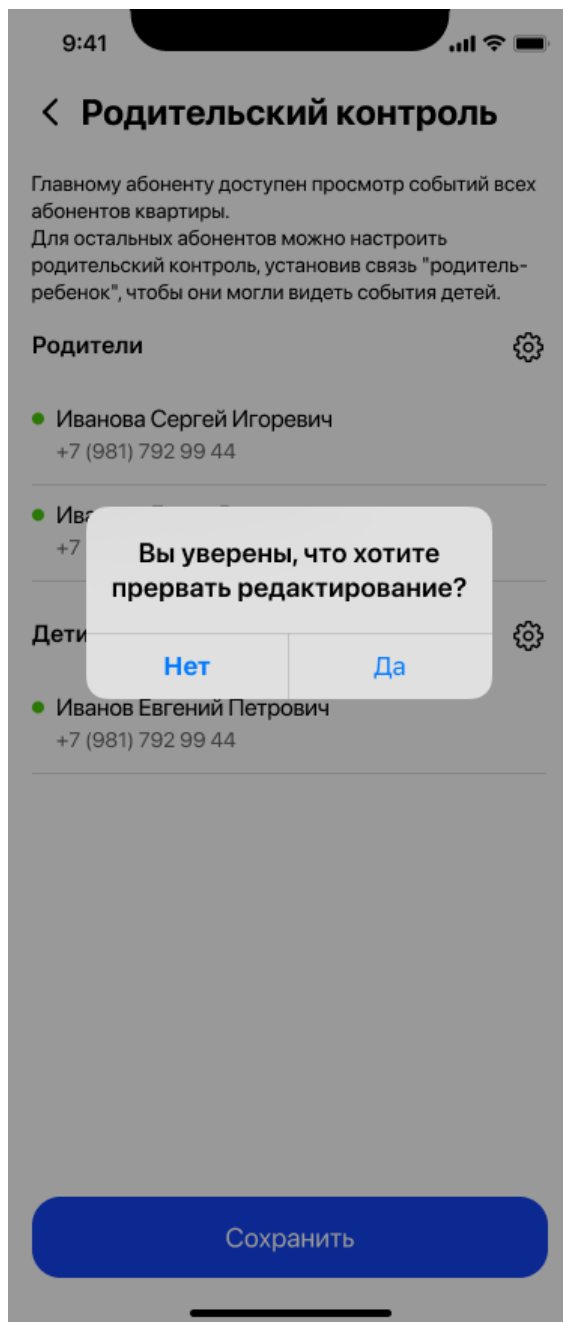 9:41
Родительский контроль
Главному абоненту доступен просмотр событий всех
абонентов квартиры.
Для остальных абонентов можно настроить
родительский контроль, установив связь "родитель-
ребенок", чтобы они могли видеть события детей.
Родители
Иванова Сергей Игоревич
+7 (981) 792 99 44
+7
Вы уверены, что хотите
прервать редактирование?
Дети
Нет Да
Иванов Евгений Петрович
+7 (981) 792 99 44
Сохранить